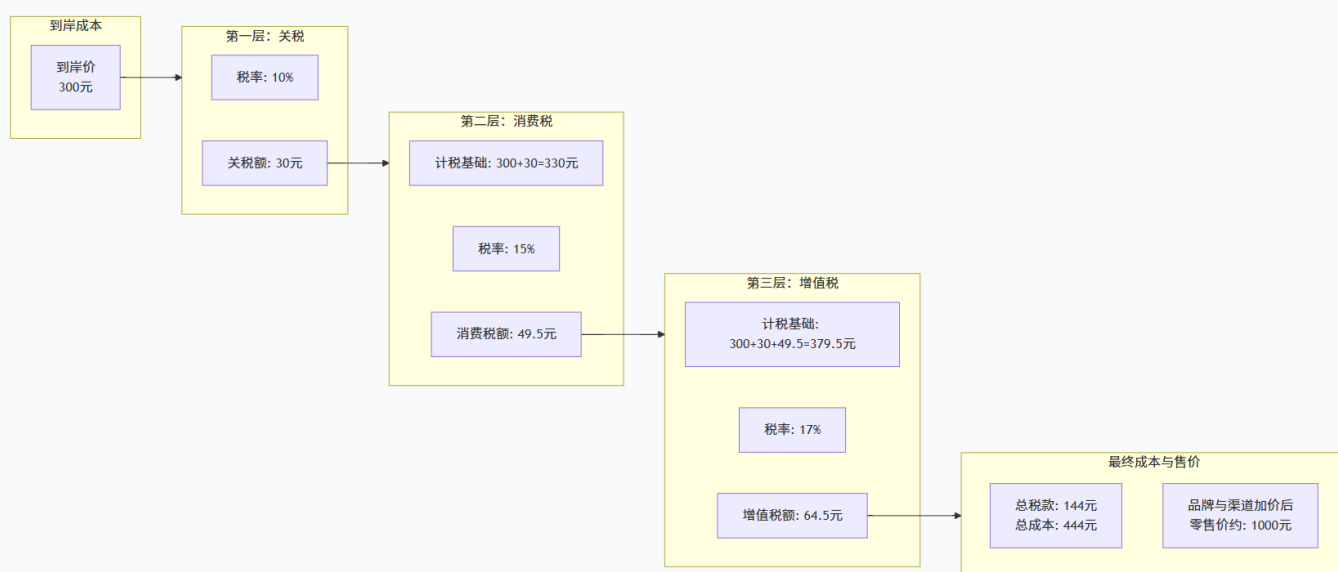 到岸成本
到岸价
300元
第一层：关税
税率: 10%
关税额: 30元
第二层：消费税
计税基础: 300+30=330元
税率: 15%
消费税额: 49.5元
第三层：增值税
计税基础:
300+30+49.5=379.5元
税率: 17%
增值税额: 64.5元
最终成本与售价
总税款: 144元
总成本: 444元
品牌与渠道加价后
零售价约: 1000元